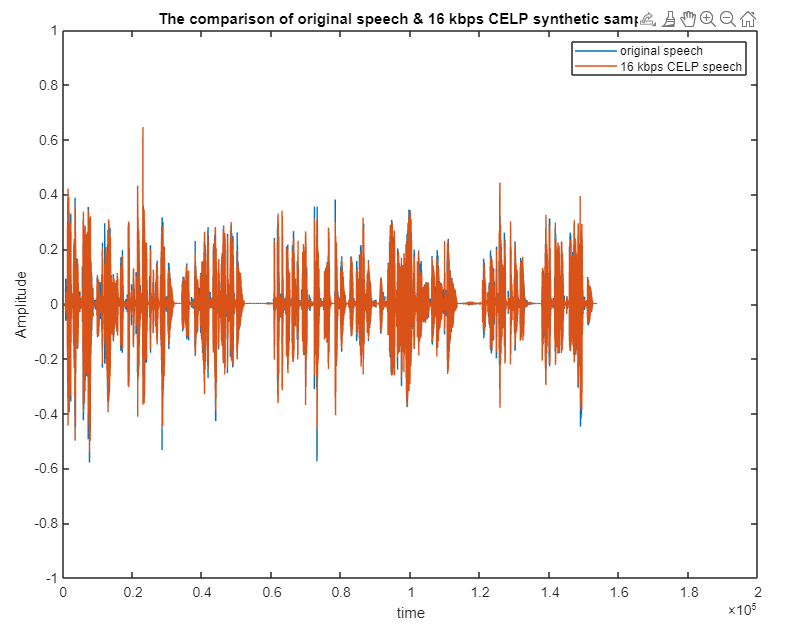 The comparison of original speech & 16 kbps CELP synthetic samp
original speech
16 kbps CELP speech
1
0.8
0.6
0.4
0.2
0
-0.2
-0.4
-0.6
-0.8
-1
Amplitude
0 0.2 0.4 0.6 0.8 1 1.2 1.4 1.6 1.8 2
×10⁵
time